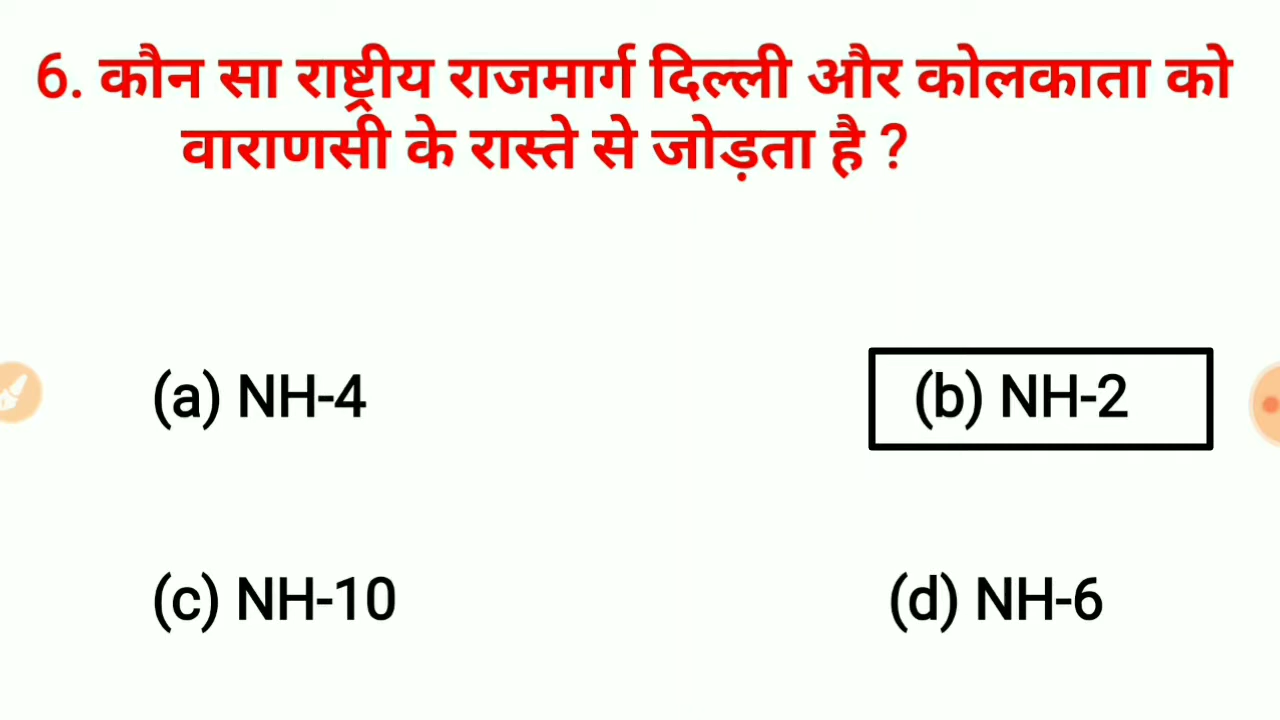 6. कौन सा राष्ट्रीय राजमार्ग दिल्ली और कोलकाता को
वाराणसी के रास्ते से जोड़ता है ?
(a) NH-4
(b) NH-2
(c) NH-10
(d) NH-6